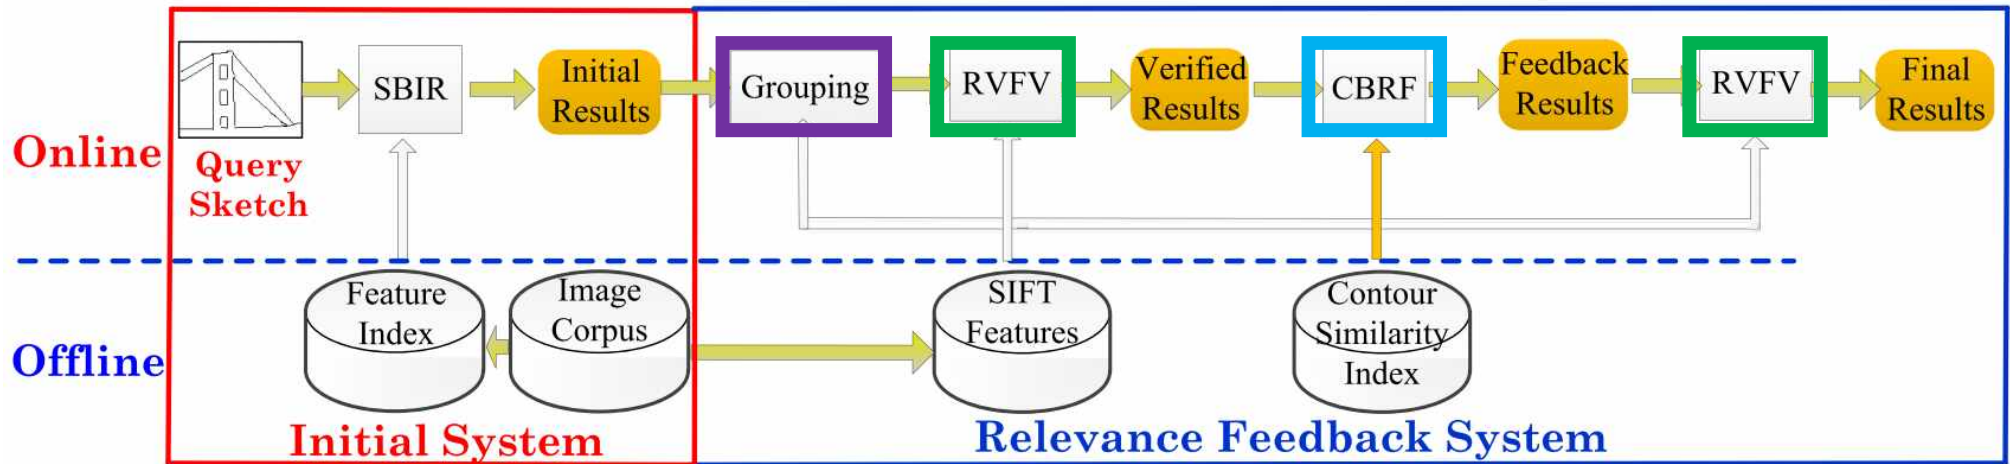 Online
Query
Sketch
SBIR
Initial
Results
Grouping
RVFV
Verified
Results
CBRF
Feedback
Results
RVFV
Final
Results
Offline
Feature
Index
Image
Corpus
SIFT
Features
Contour
Similarity
Index
Initial System
Relevance Feedback System